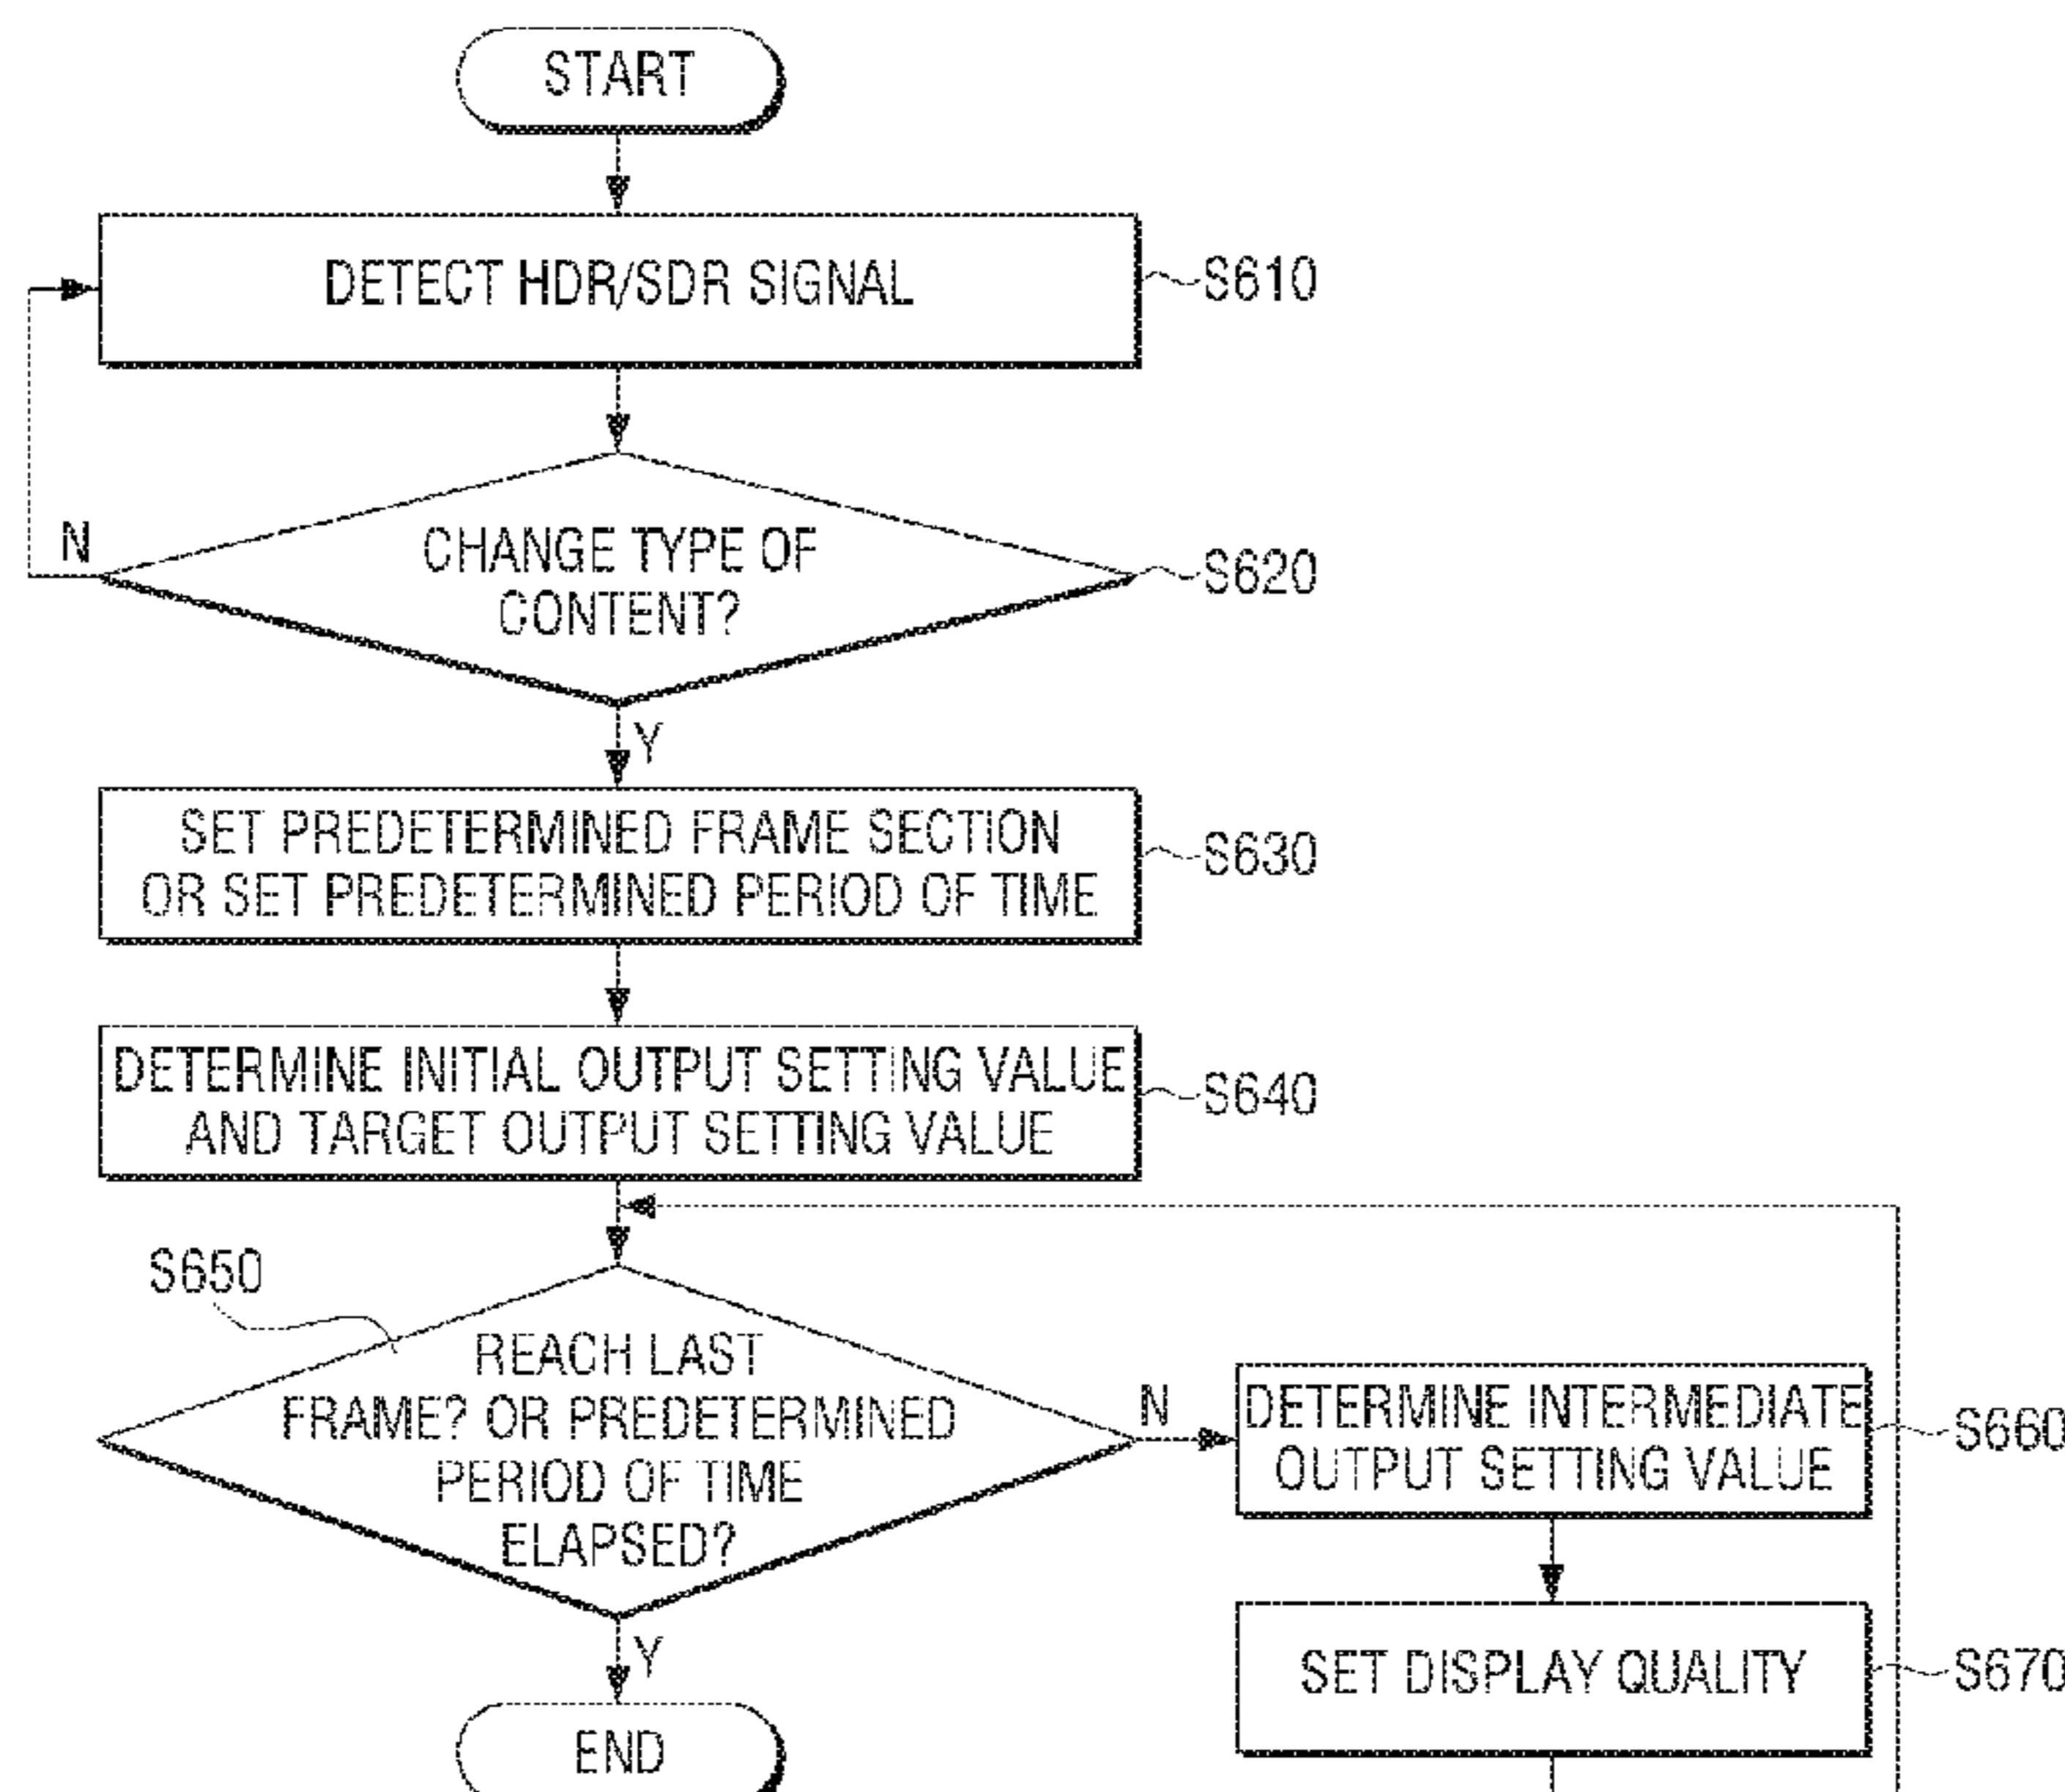 START
DETECT HDR/SDR SIGNAL
S610
CHANGE TYPE OF
CONTENT?
S620
N
Y
SET PREDETERMINED FRAME SECTION
OR SET PREDETERMINED PERIOD OF TIME
S630
DETERMINE INITIAL OUTPUT SETTING VALUE
AND TARGET OUTPUT SETTING VALUE
S640
S650
REACH LAST
FRAME? OR PREDETERMINED
PERIOD OF TIME
ELAPSED?
N
DETERMINE INTERMEDIATE
OUTPUT SETTING VALUE
S660
SET DISPLAY QUALITY
S670
Y
END